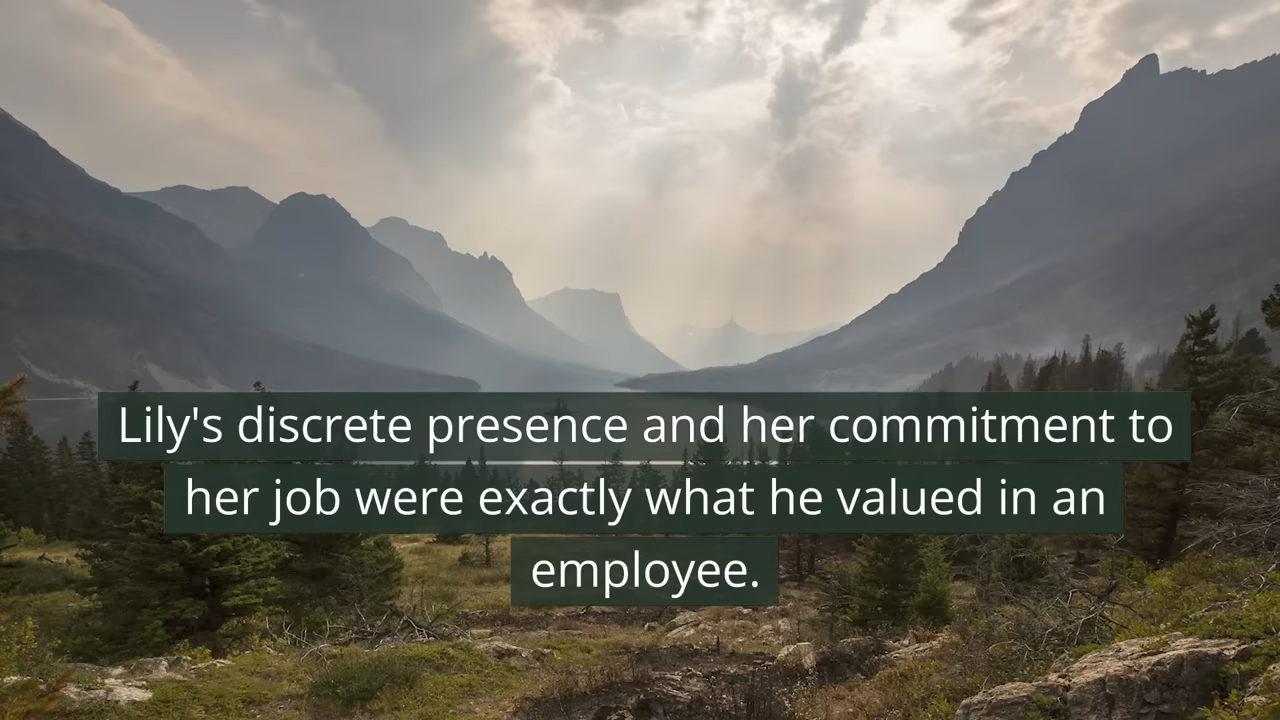 Lily's discrete presence and her commitment to
her job were exactly what he valued in an
employee.